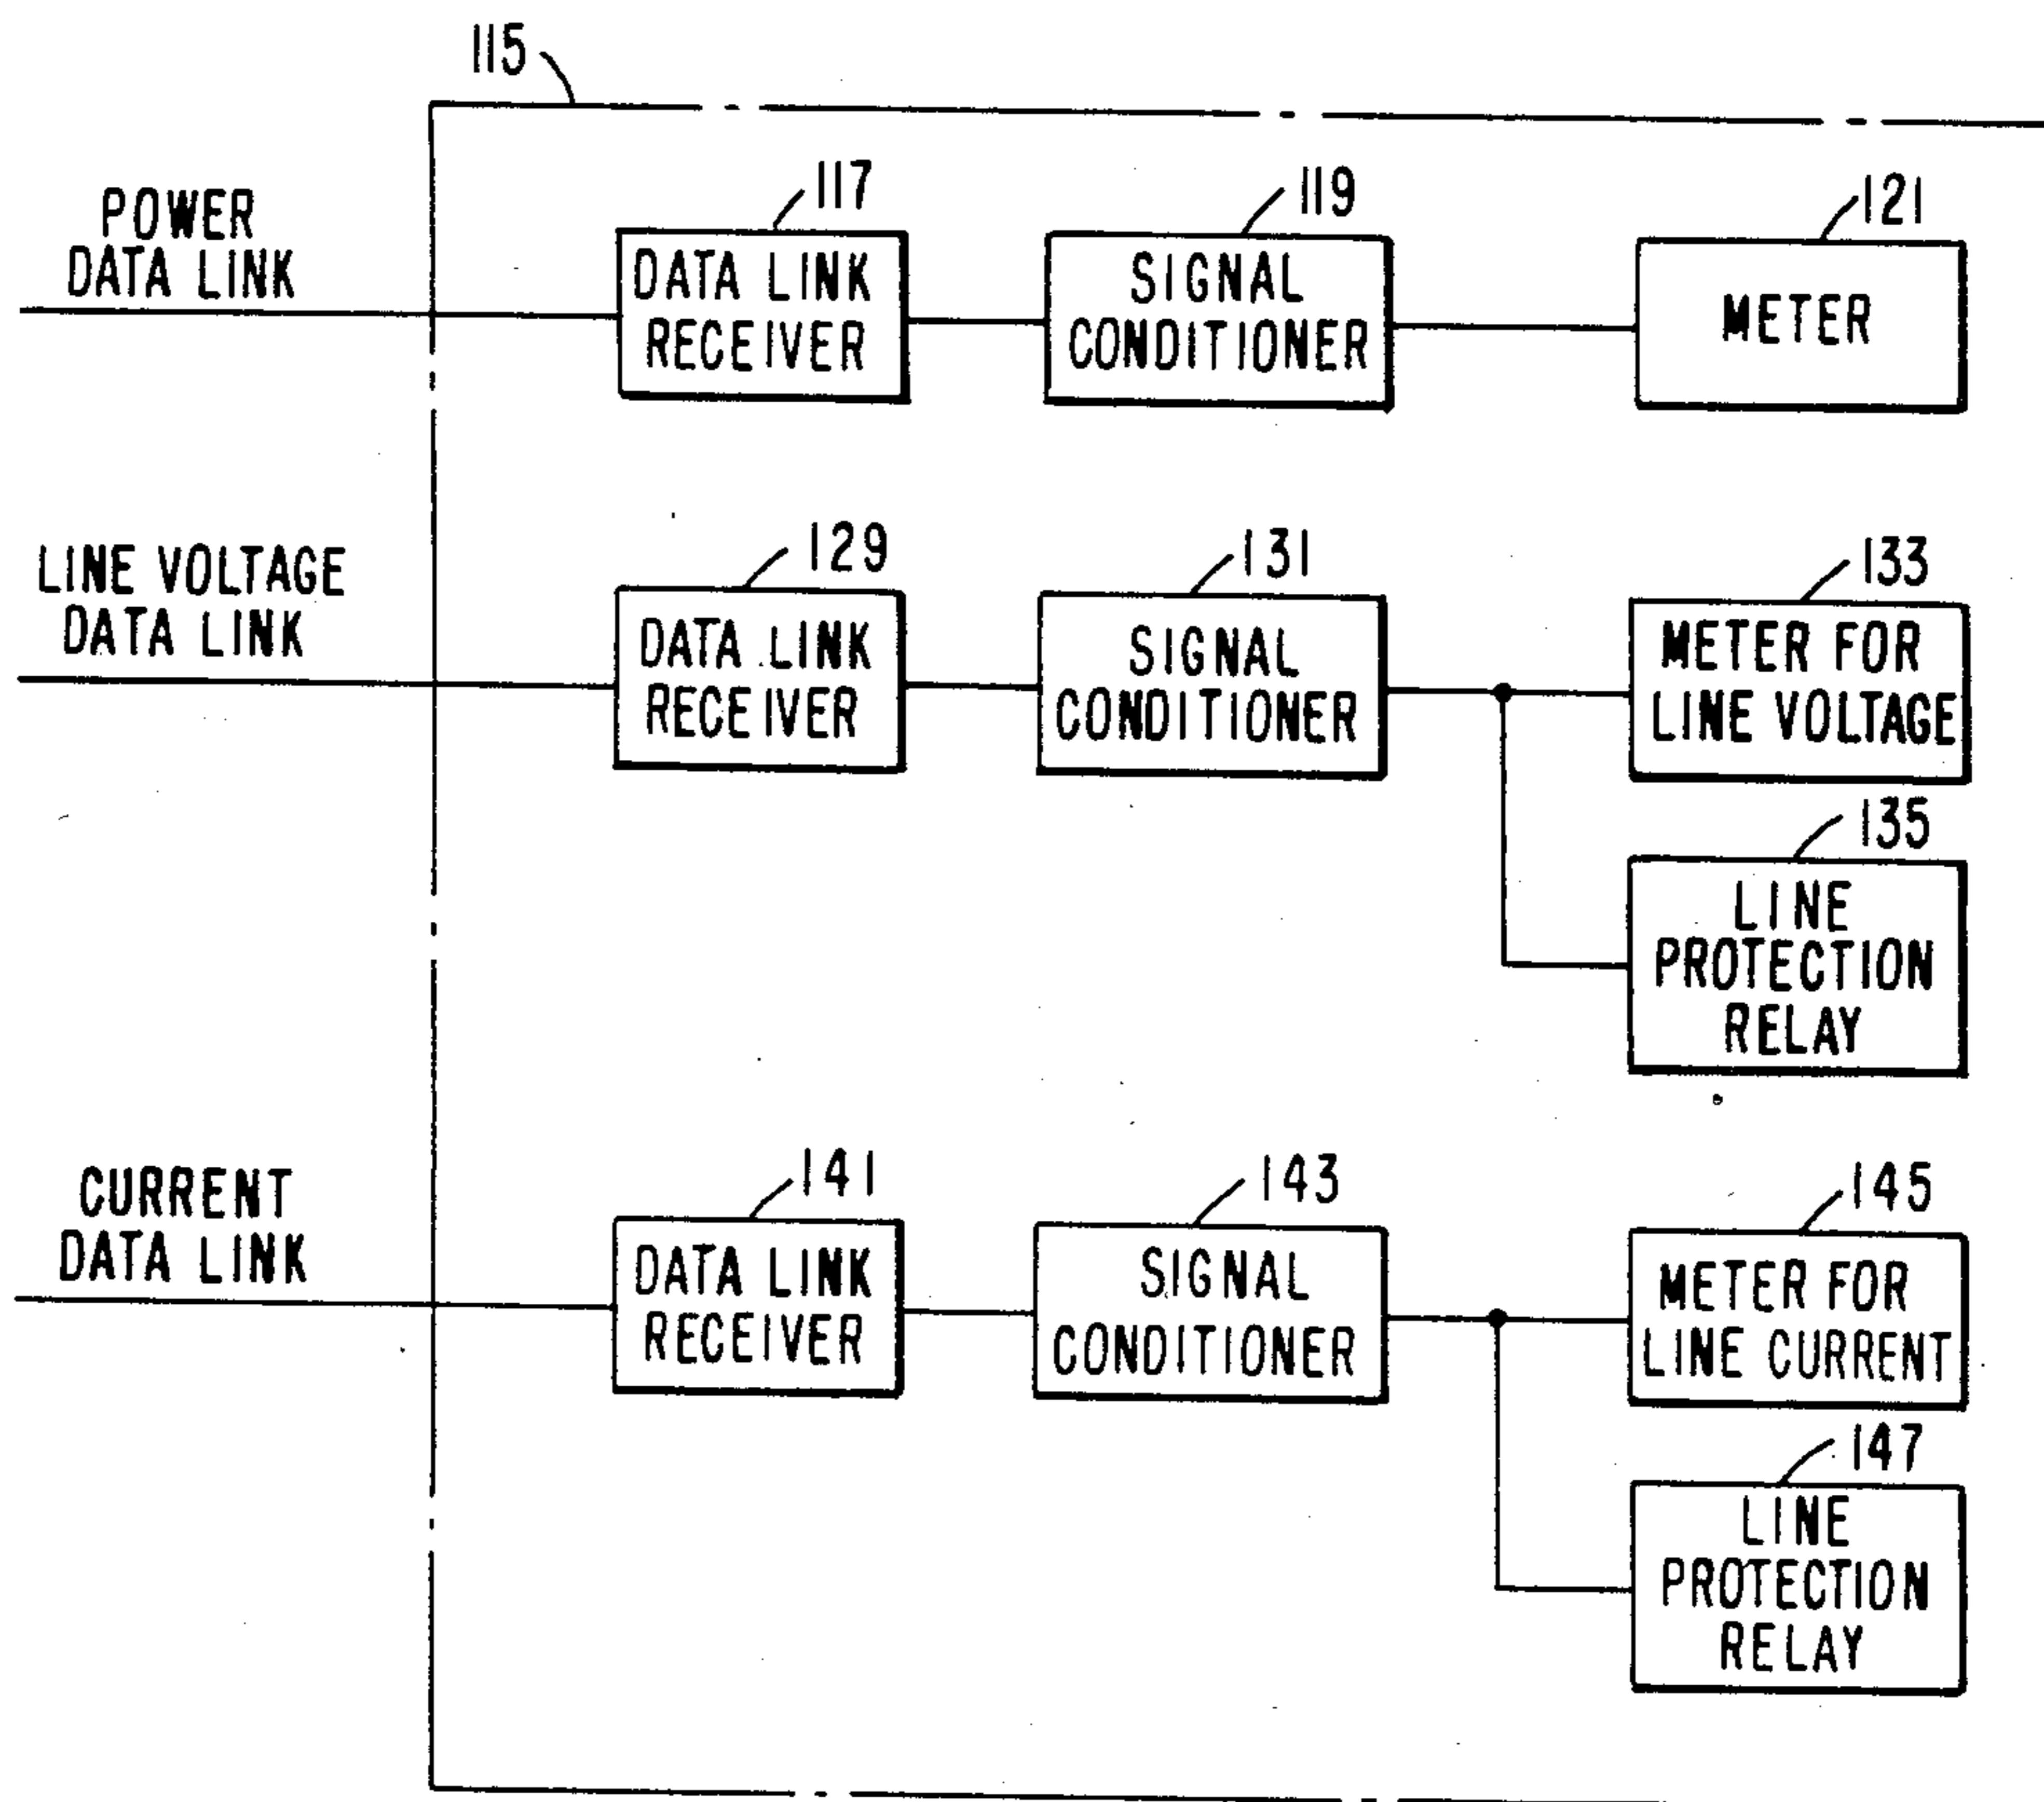 115
POWER
DATA LINK
117
DATA LINK
RECEIVER
119
SIGNAL
CONDITIONER
121
METER
LINE VOLTAGE
DATA LINK
129
DATA LINK
RECEIVER
131
SIGNAL
CONDITIONER
133
METER FOR
LINE VOLTAGE
135
LINE
PROTECTION
RELAY
CURRENT
DATA LINK
141
DATA LINK
RECEIVER
143
SIGNAL
CONDITIONER
145
METER FOR
LINE CURRENT
147
LINE
PROTECTION
RELAY